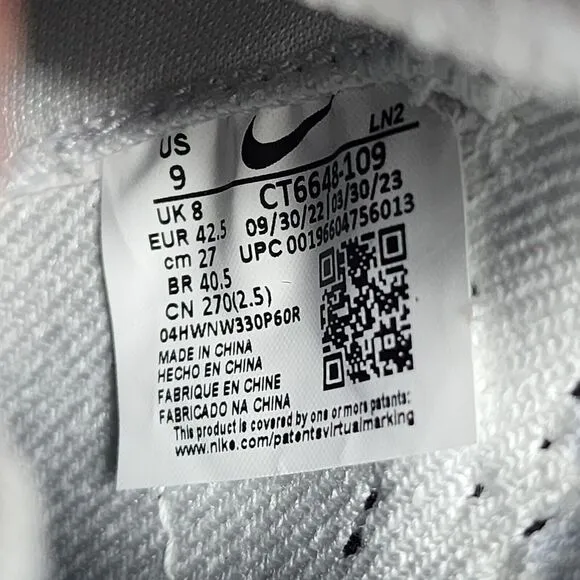 US
9
LN2
UK 8
CT6648-109
EUR 42.5
09/30/22 03/30/23
cm 27
UPC 00196604756013
BR 40.5
CN 270(2.5)
04HWNW330P60R
MADE IN CHINA
HECHO EN CHINA
FABRIQUE EN CHINE
FABRICADO NA CHINA
This product is covered by one or more patents:
www.nike.com/patentsvirtualmarking